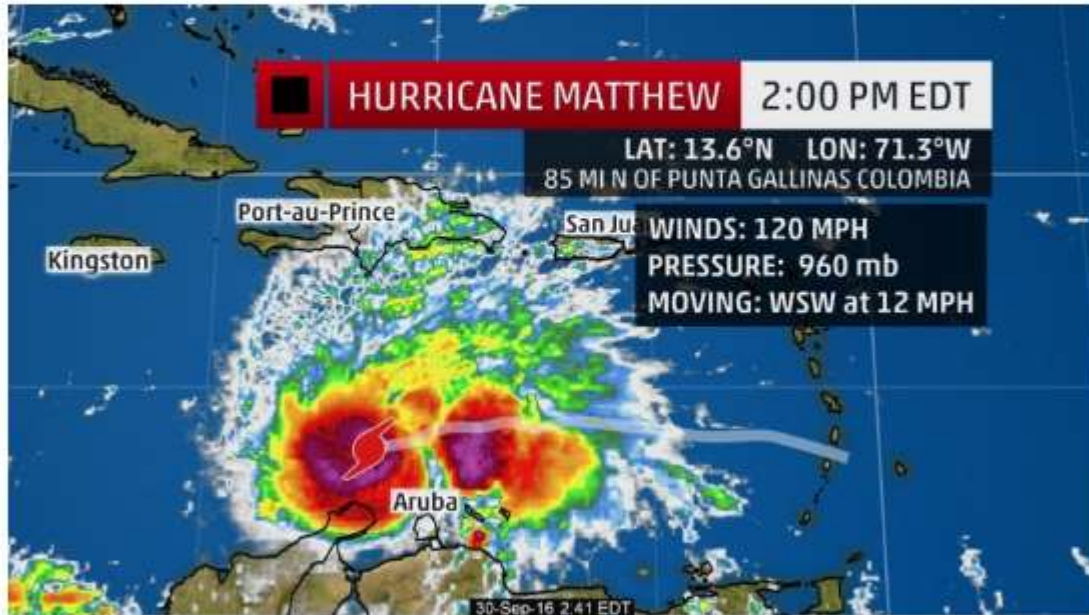 HURRICANE MATTHEW 2:00 PM EDT
LAT: 13.6°N LON: 71.3°W
85 MI N OF PUNTA GALLINAS COLOMBIA
WINDS: 120 MPH
PRESSURE: 960 mb
MOVING: WSW at 12 MPH
Port-au-Prince
San Jua
Kingston
Aruba
30-Sep-16 2:41 EDT